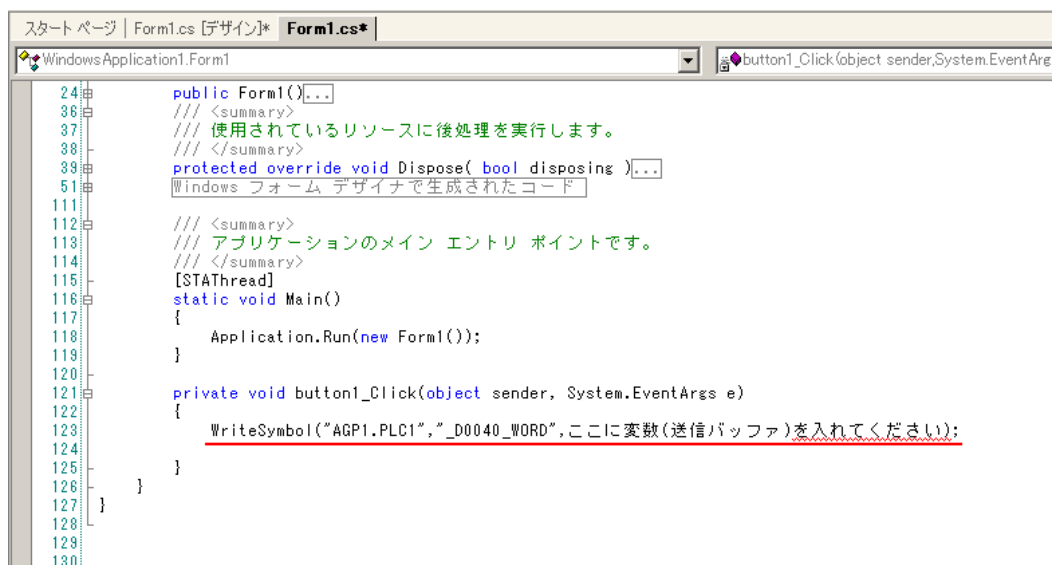 スタート ページ | Form1.cs [デザイン]* Form1.cs*
WindowsApplication1.Form1 button1_Click(object sender,System.EventArg
24 public Form1()...
36 /// <summary>
37 /// 使用されているリソースに後処理を実行します。
38 /// </summary>
39 protected override void Dispose( bool disposing )...
51 Windows フォーム デザイナで生成されたコード
111
112 /// <summary>
113 /// アプリケーションのメイン エントリ ポイントです。
114 /// </summary>
115 [STAThread]
116 static void Main()
117 {
118 Application.Run(new Form1());
119 }
120
121 private void button1_Click(object sender, System.EventArgs e)
122 {
123 WriteSymbol("AGP1.PLC1","_D0040_WORD",ここに変数(送信バッファ)を入れてください);
124
125 }
126 }
127 }
128
129
130